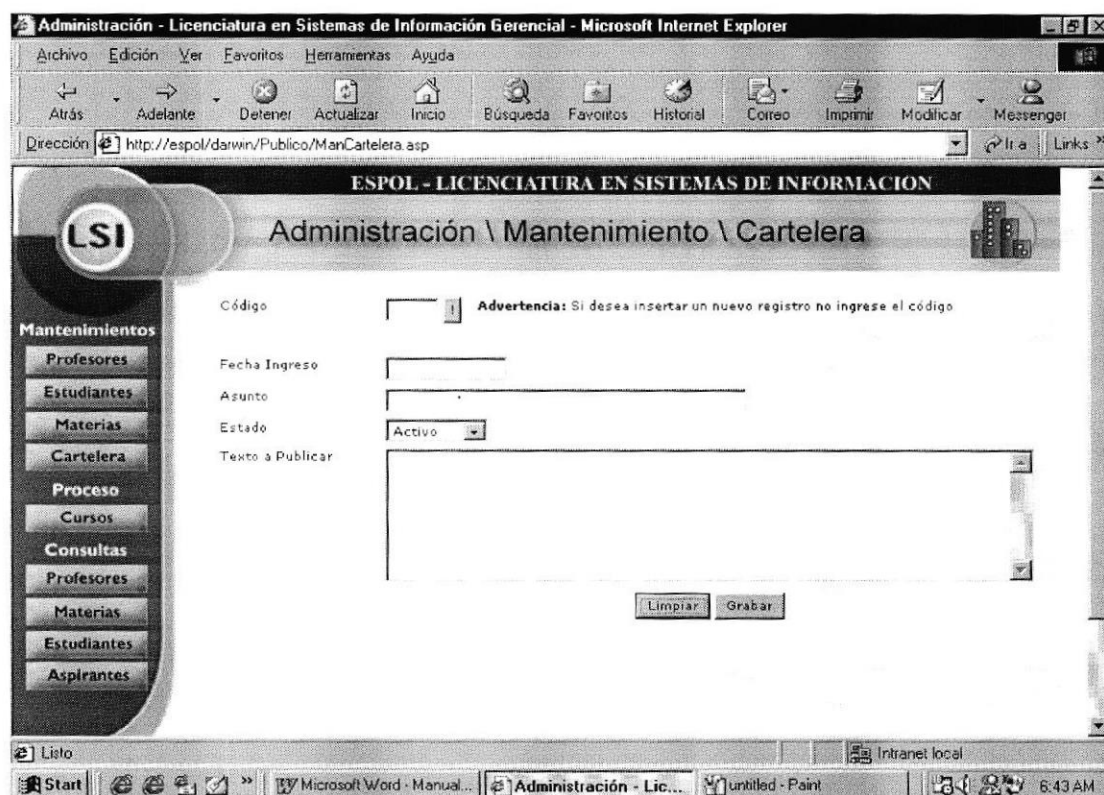 Administración - Licenciatura en Sistemas de Información Gerencial - Microsoft Internet Explorer
Archivo Edición Ver Favoritos Herramientas Ayuda
Atrás Adelante Detener Actualizar Inicio Búsqueda Favoritos Historial Correo Imprimir Modificar Messenger
Dirección http://espol/darwin/Publico/ManCartelera.asp Ir a Links »
ESPOL - LICENCIATURA EN SISTEMAS DE INFORMACION
LSI
Administración \ Mantenimiento \ Cartelera
Código ! Advertencia: Si desea insertar un nuevo registro no ingrese el código
Mantenimientos
Profesores
Estudiantes
Materias
Cartelera
Proceso
Cursos
Consultas
Profesores
Materias
Estudiantes
Aspirantes
Fecha Ingreso
Asunto
Estado Activo
Texto a Publicar
Limpiar Grabar
Listo Intranet local
Start » Microsoft Word - Manual... Administración - Lic... untitled - Paint 6:43 AM